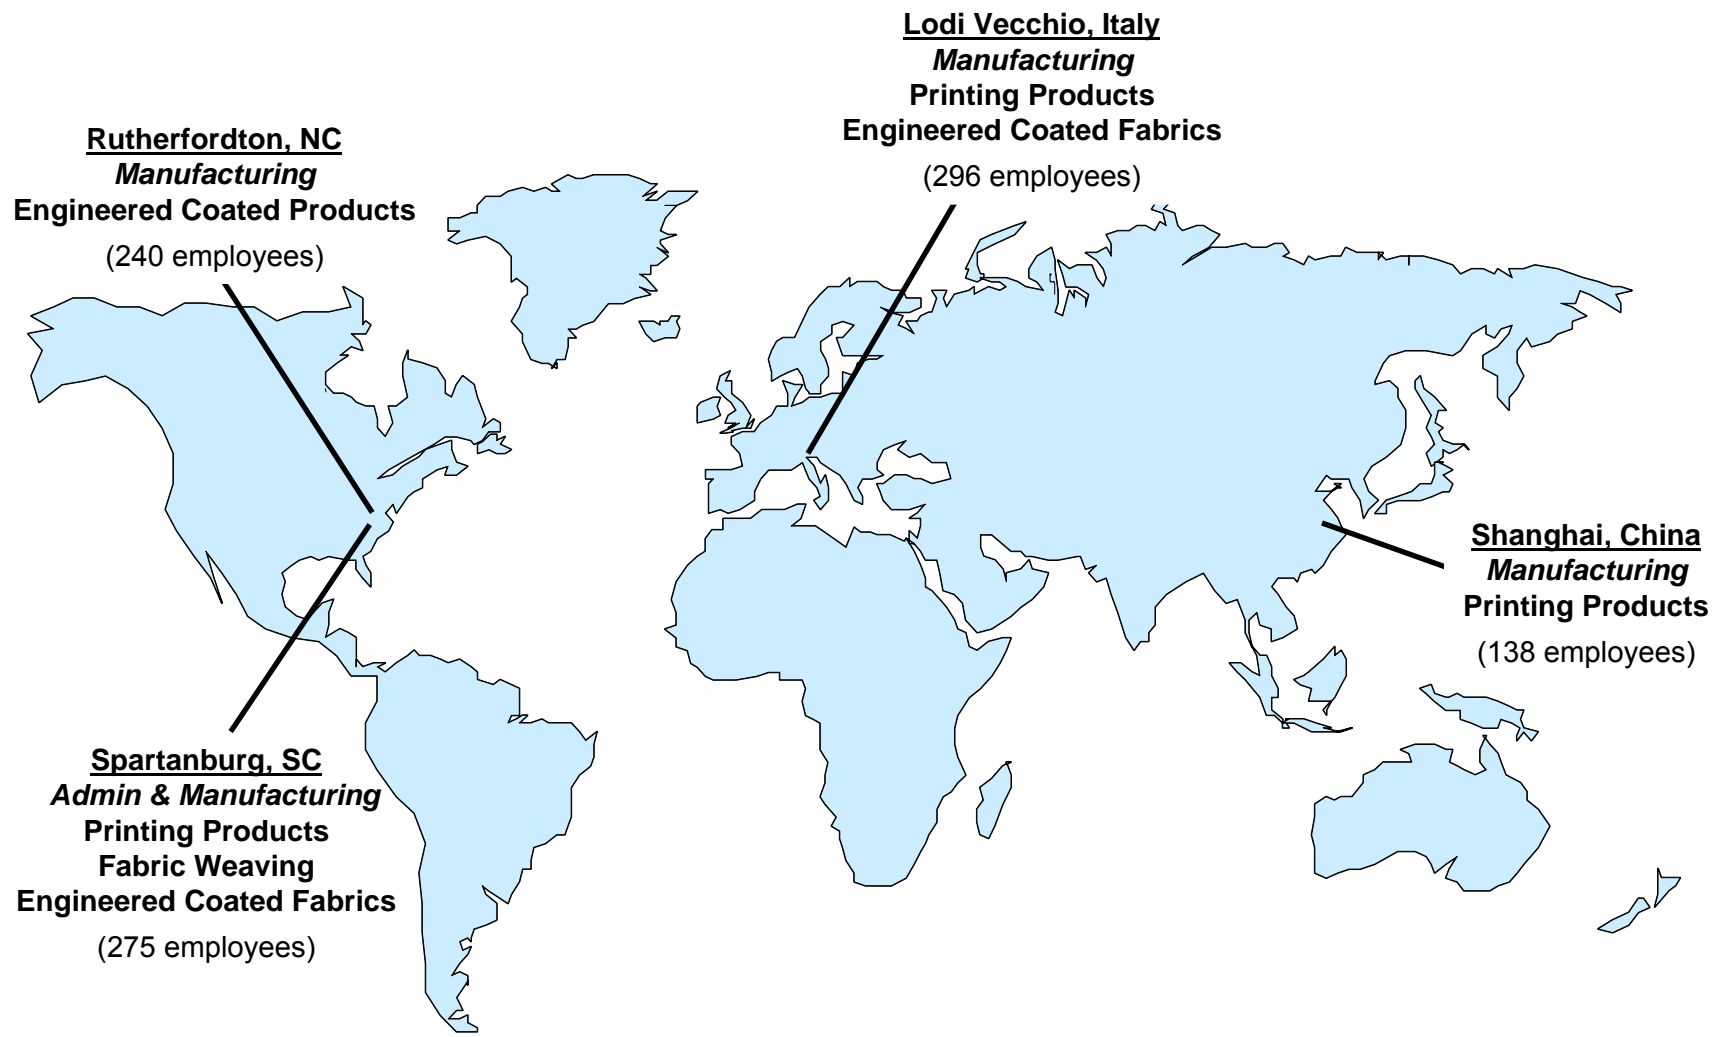 Lodi Vecchio, Italy
Manufacturing
Printing Products
Engineered Coated Fabrics
(296 employees)
Rutherfordton, NC
Manufacturing
Engineered Coated Products
(240 employees)
Shanghai, China
Manufacturing
Printing Products
(138 employees)
Spartanburg, SC
Admin & Manufacturing
Printing Products
Fabric Weaving
Engineered Coated Fabrics
(275 employees)